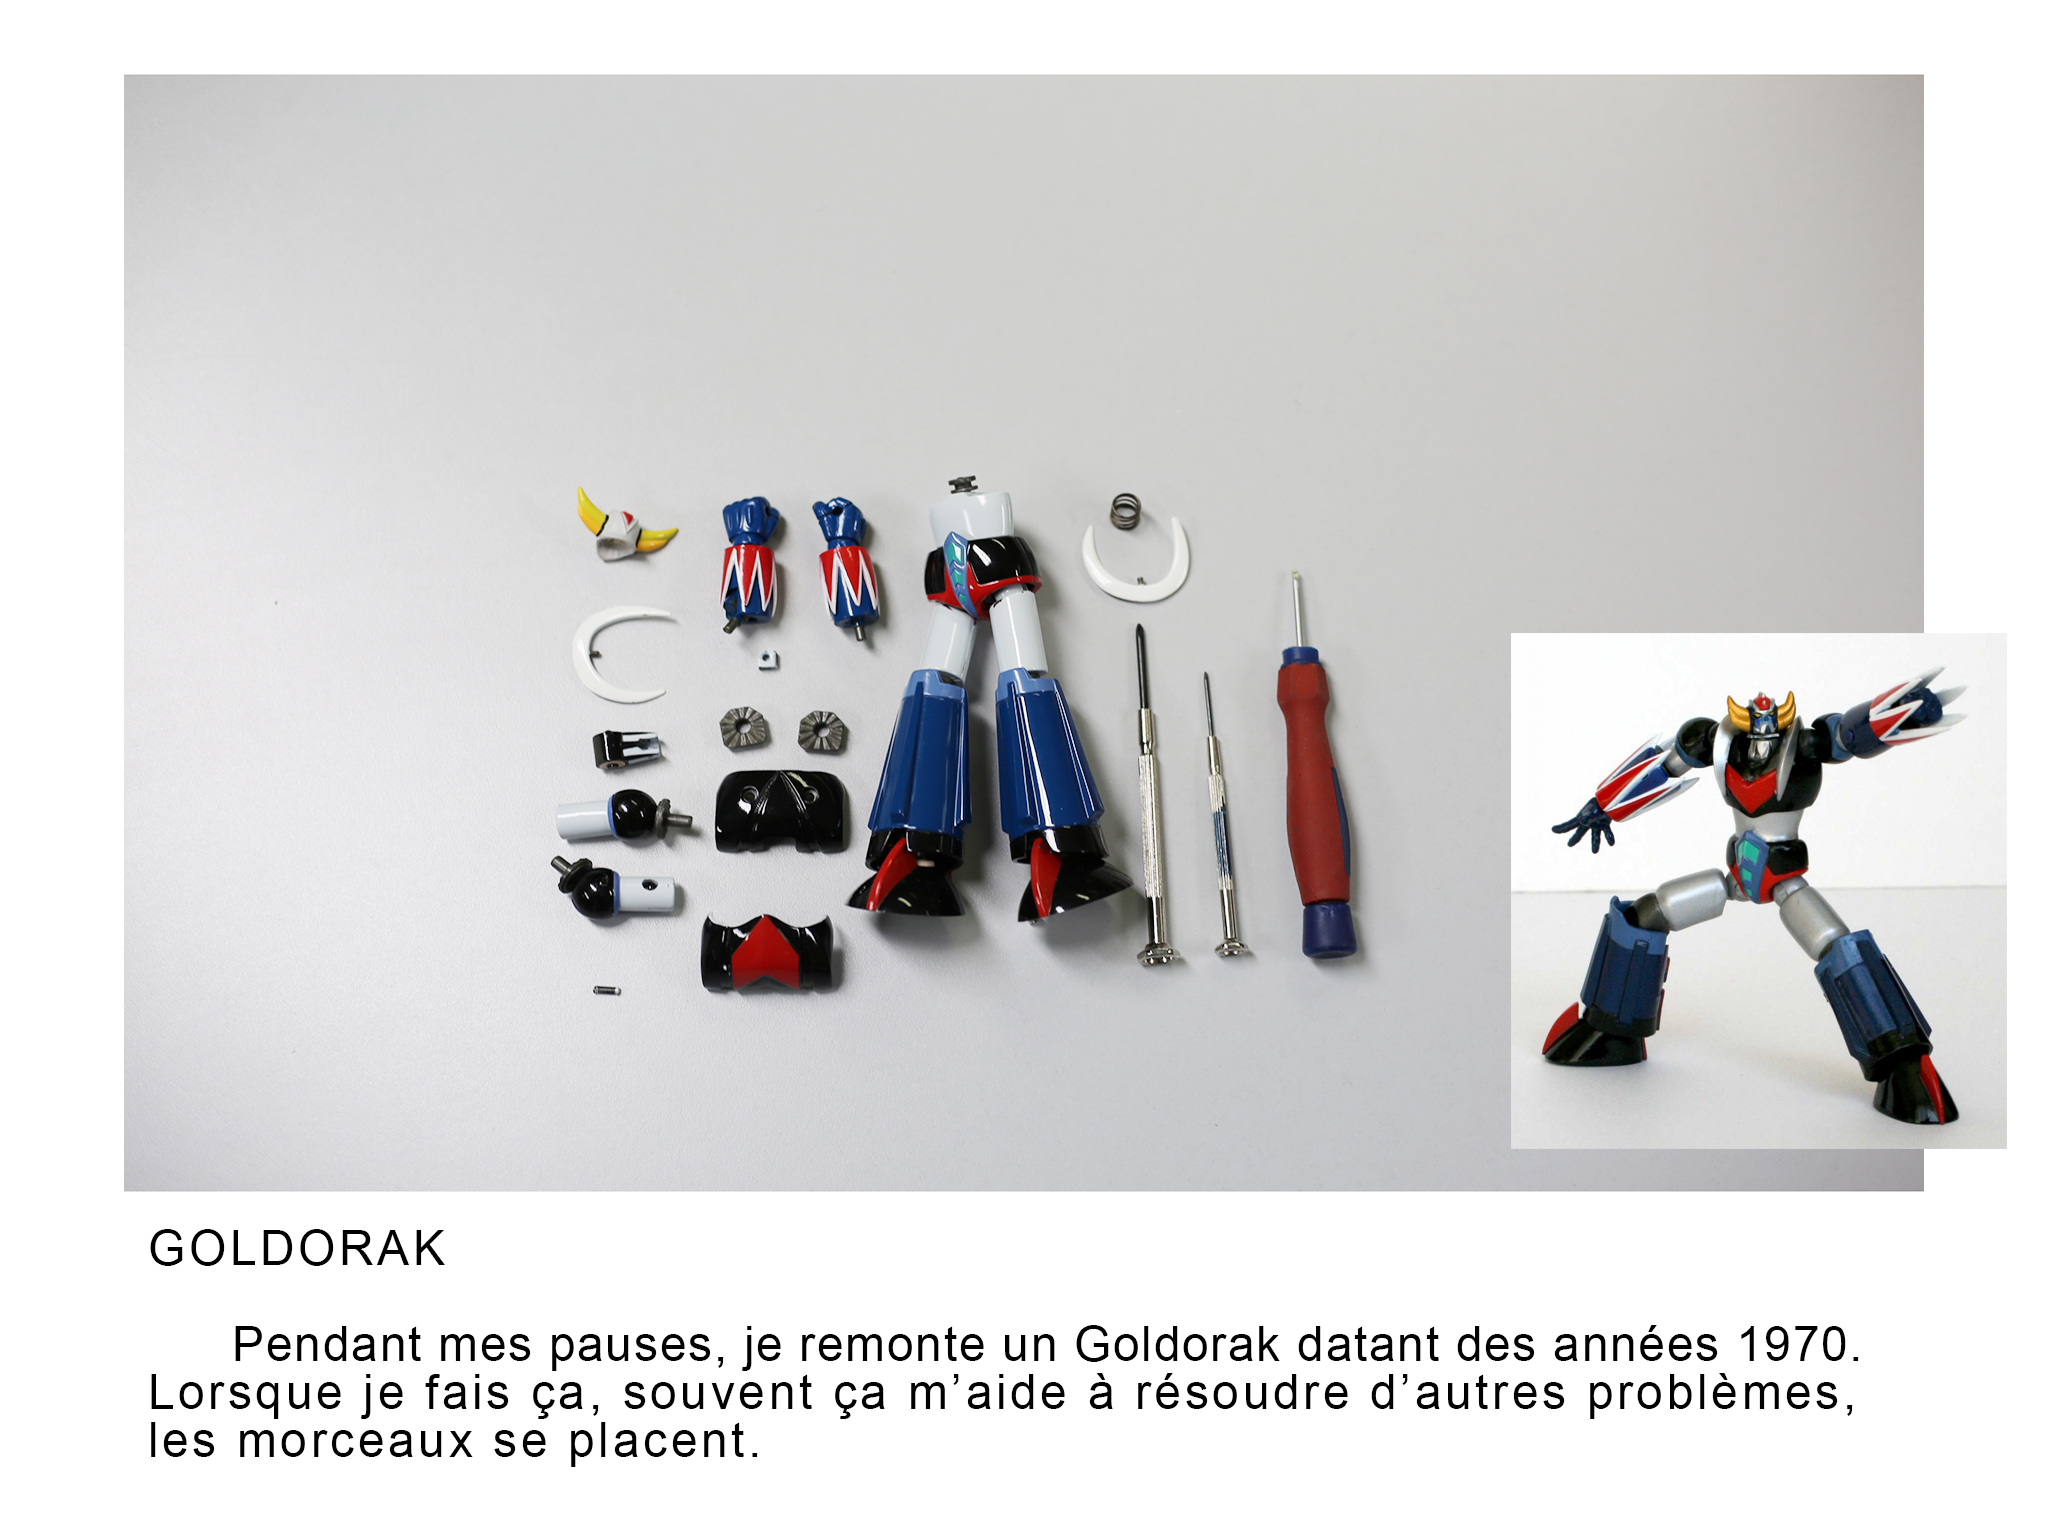 GOLDORAK
Pendant mes pauses, je remonte un Goldorak datant des années 1970.
Lorsque je fais ça, souvent ça m’aide à résoudre d’autres problèmes,
les morceaux se placent.